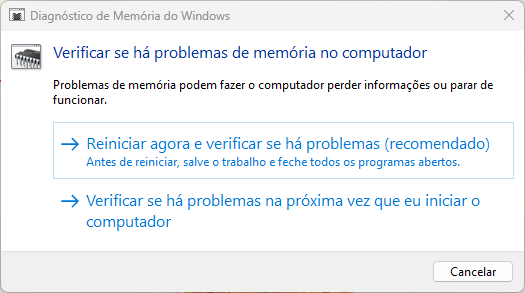 Diagnóstico de Memória do Windows
Verificar se há problemas de memória no computador
Problemas de memória podem fazer o computador perder informações ou parar de
funcionar.
Reiniciar agora e verificar se há problemas (recomendado)
Antes de reiniciar, salve o trabalho e feche todos os programas abertos.
Verificar se há problemas na próxima vez que eu iniciar o
computador
Cancelar